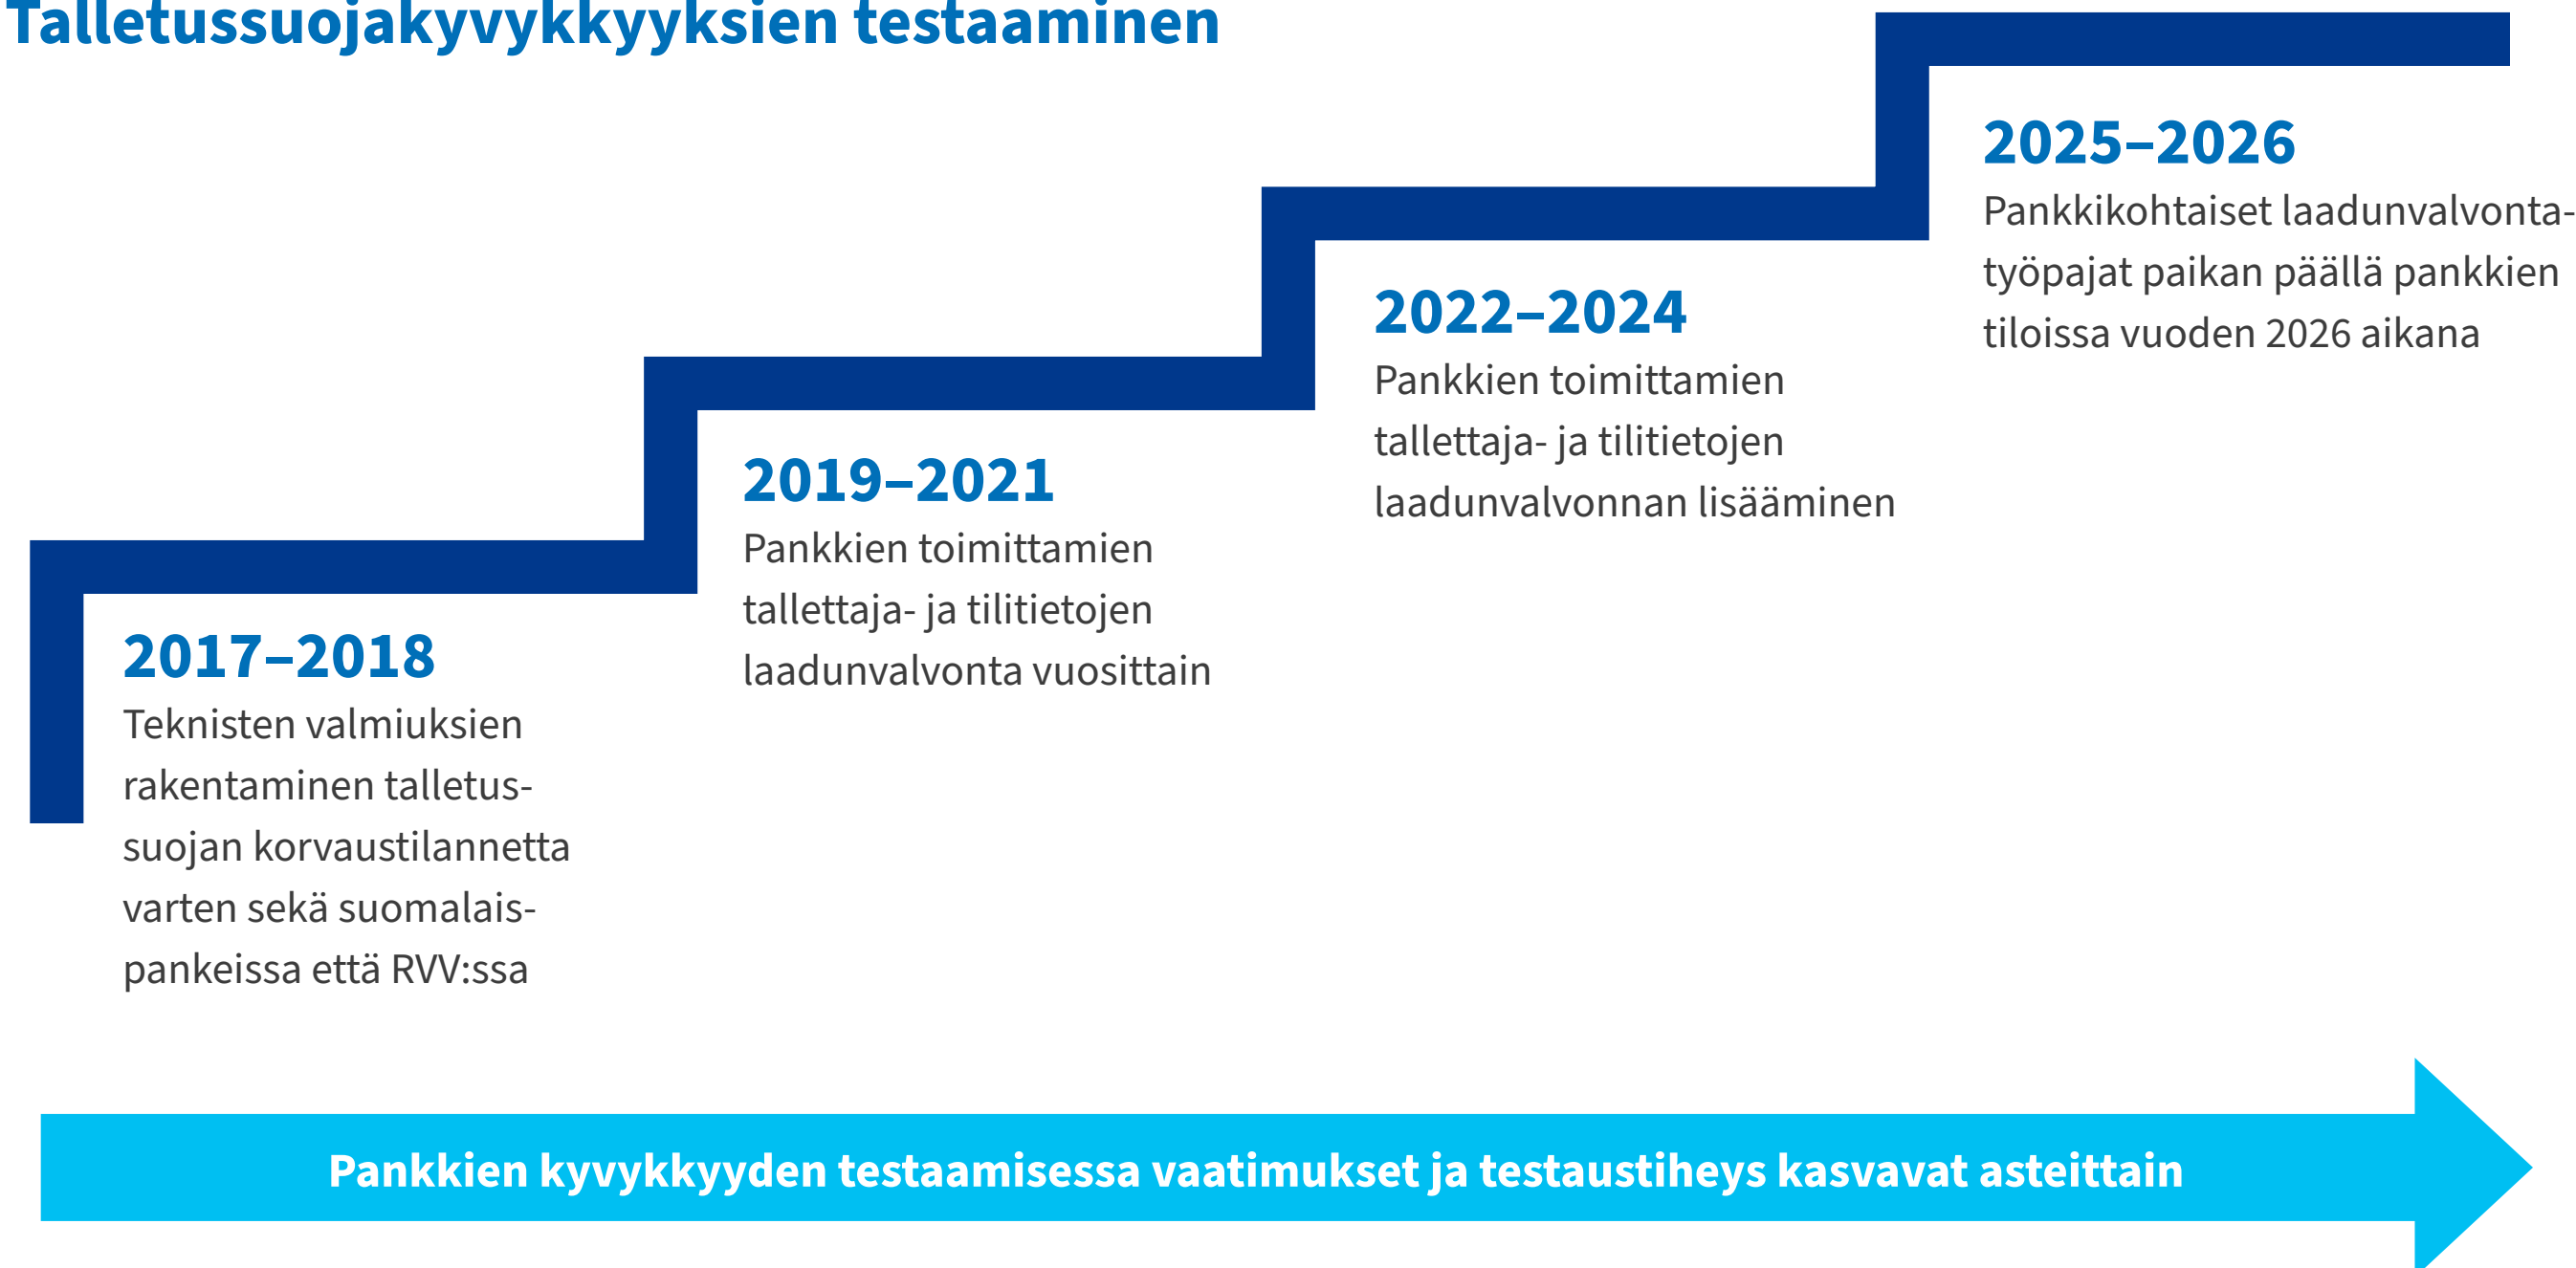 Talletussuojakyvykkyyksien testaaminen
2017–2018
Teknisten valmiuksien
rakentaminen talletus-
suojan korvaustilannetta
varten sekä suomalais-
pankeissa että RVV:ssa
2019–2021
Pankkien toimittamien
tallettaja- ja tilitietojen
laadunvalvonta vuosittain
2022–2024
Pankkien toimittamien
tallettaja- ja tilitietojen
laadunvalvonnan lisääminen
2025–2026
Pankkikohtaiset laadunvalvonta-
työpajat paikan päällä pankkien
tiloissa vuoden 2026 aikana
Pankkien kyvykkyyden testaamisessa vaatimukset ja testaustiheys kasvavat asteittain